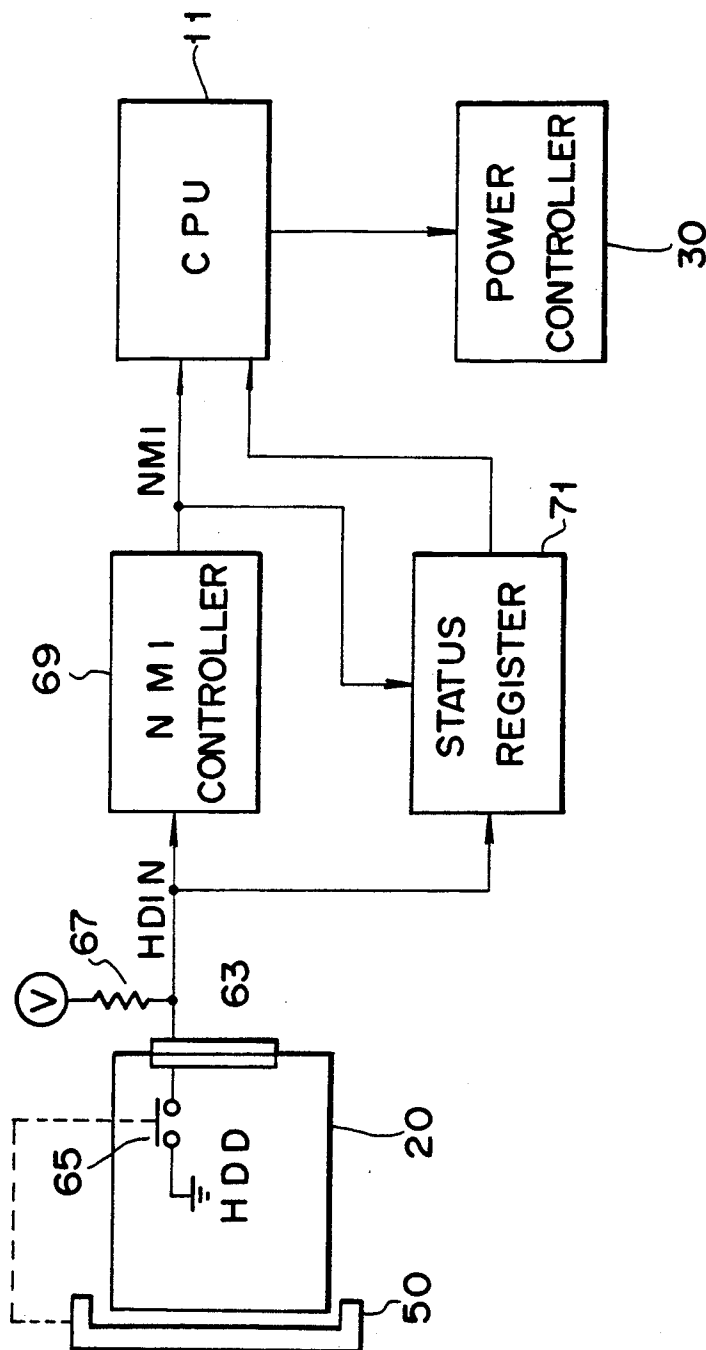 11
CPU
POWER
CONTROLLER
30
NMI
69
NMI
CONTROLLER
STATUS
REGISTER
71
HDIN
67
V
63
65
HDD
20
50